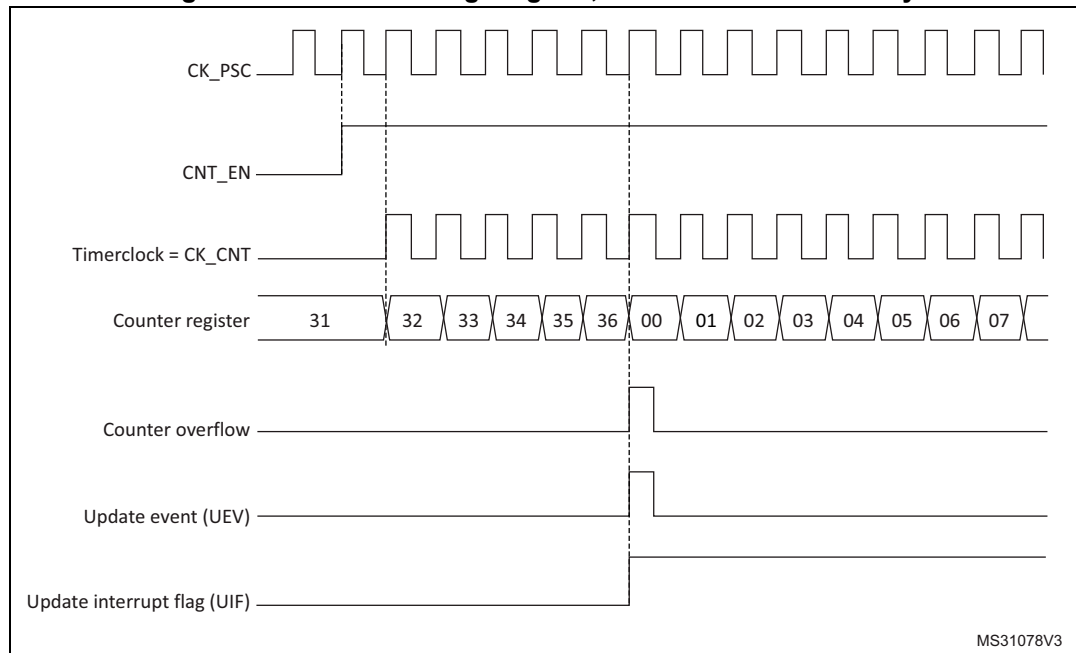 CK_PSC
CNT_EN
Timerclock = CK_CNT
Counter register 31 32 33 34 35 36 00 01 02 03 04 05 06 07
Counter overflow
Update event (UEV)
Update interrupt flag (UIF)
MS31078V3